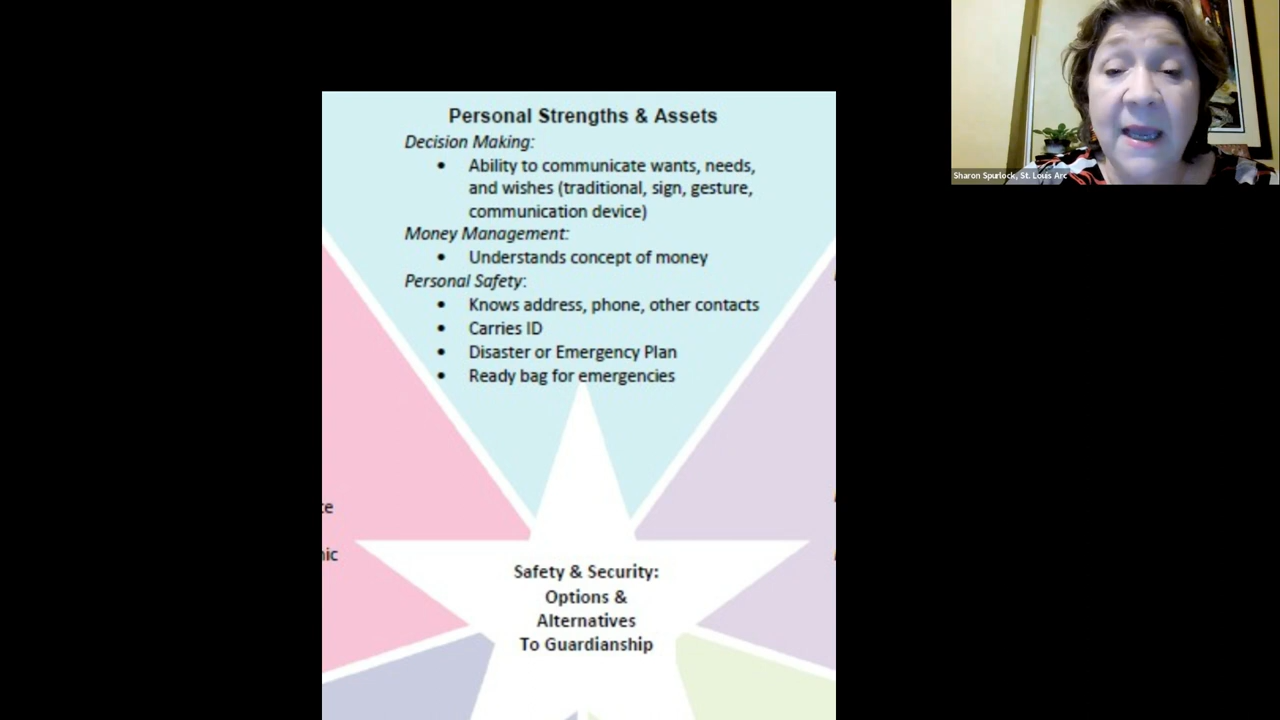 Personal Strengths & Assets
Decision Making:
• Ability to communicate wants, needs,
and wishes (traditional, sign, gesture,
communication device)
Money Management:
• Understands concept of money
Personal Safety:
• Knows address, phone, other contacts
• Carries ID
• Disaster or Emergency Plan
• Ready bag for emergencies
Safety & Security:
Options &
Alternatives
To Guardianship
Sharon Spurlock, St. Louis Arc